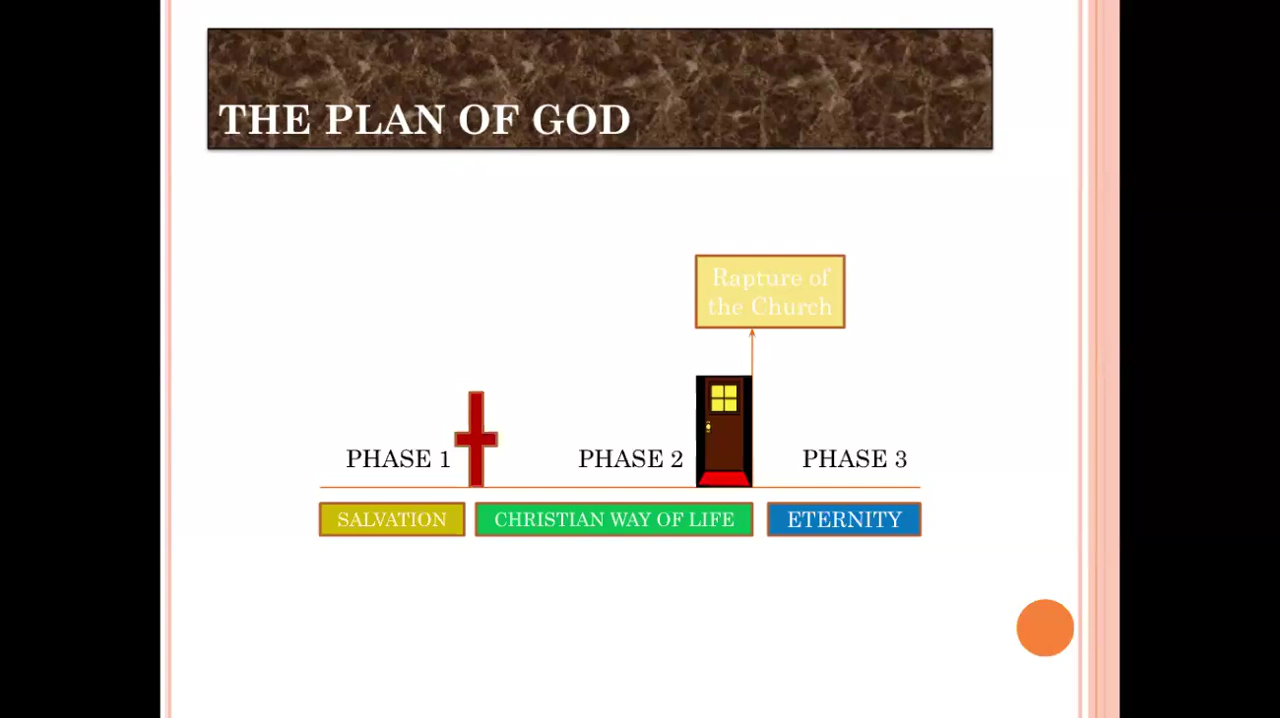 THE PLAN OF GOD
Rapture of
the Church
PHASE 1
PHASE 2
PHASE 3
SALVATION
CHRISTIAN WAY OF LIFE
ETERNITY